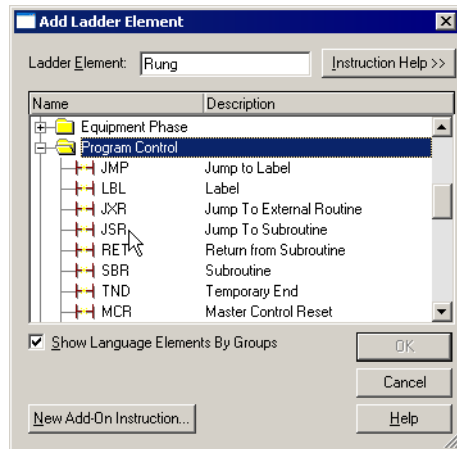 Add Ladder Element
Ladder Element: Rung Instruction Help >>
Name Description
Equipment Phase
Program Control
JMP Jump to Label
LBL Label
JXR Jump To External Routine
JSR Jump To Subroutine
RET Return from Subroutine
SBR Subroutine
TND Temporary End
MCR Master Control Reset
Show Language Elements By Groups OK
Cancel
New Add-On Instruction... Help